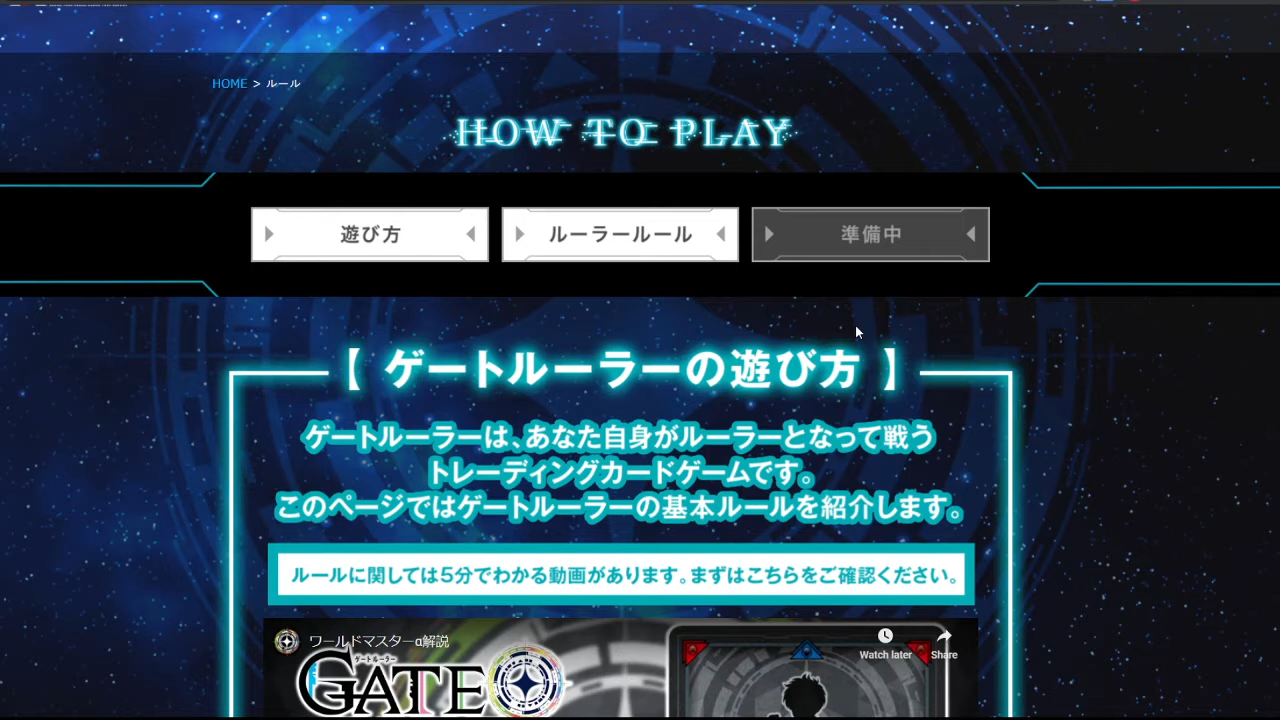 HOME > ルール
HOW TO PLAY
遊び方
ルーラールール
準備中
【 ゲートルーラーの遊び方 】
ゲートルーラーは、あなた自身がルーラーとなって戦う
トレーディングカードゲームです。
このページではゲートルーラーの基本ルールを紹介します。
ルールに関しては5分でわかる動画があります。まずはこちらをご確認ください。
ワールドマスターα解説
Watch later
Share
ゲートルーラー
GATE